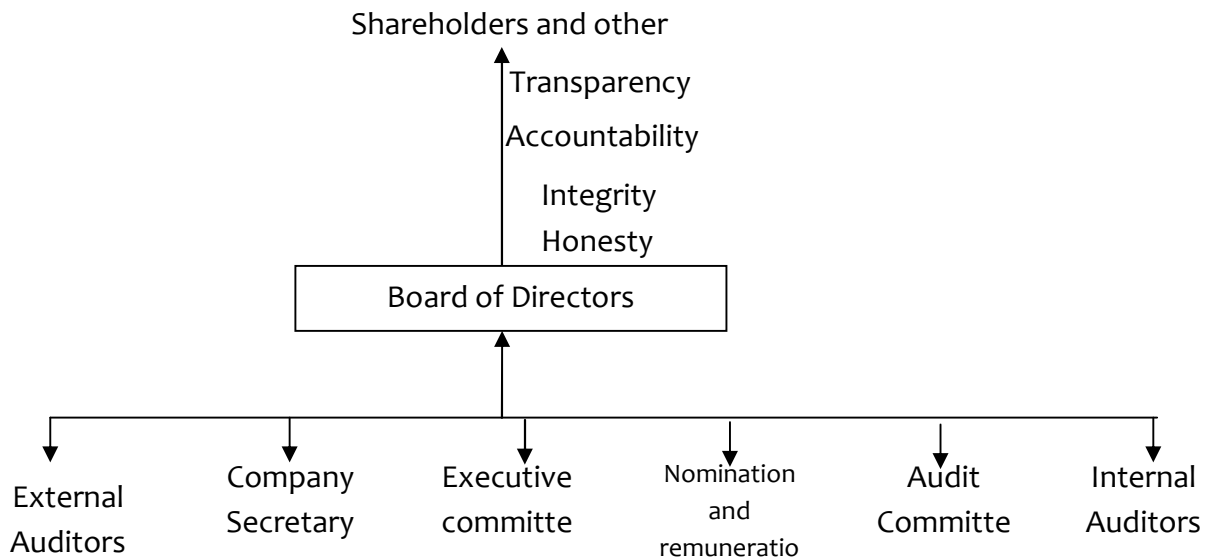 Shareholders and other
Transparency
Accountability
Integrity
Honesty
Board of Directors
External
Auditors
Company
Secretary
Executive
committe
Nomination
and
remuneratio
Audit
Committe
Internal
Auditors